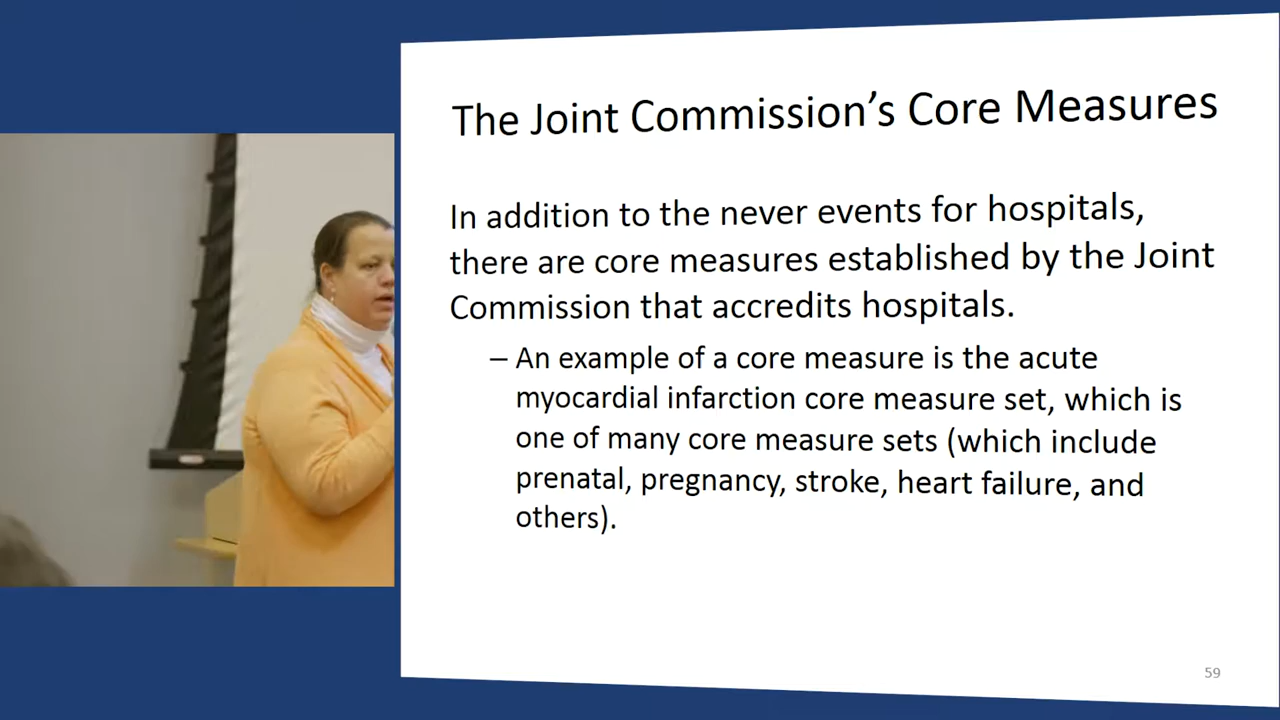 The Joint Commission’s Core Measures
In addition to the never events for hospitals,
there are core measures established by the Joint
Commission that accredits hospitals.
– An example of a core measure is the acute
myocardial infarction core measure set, which is
one of many core measure sets (which include
prenatal, pregnancy, stroke, heart failure, and
others).
59